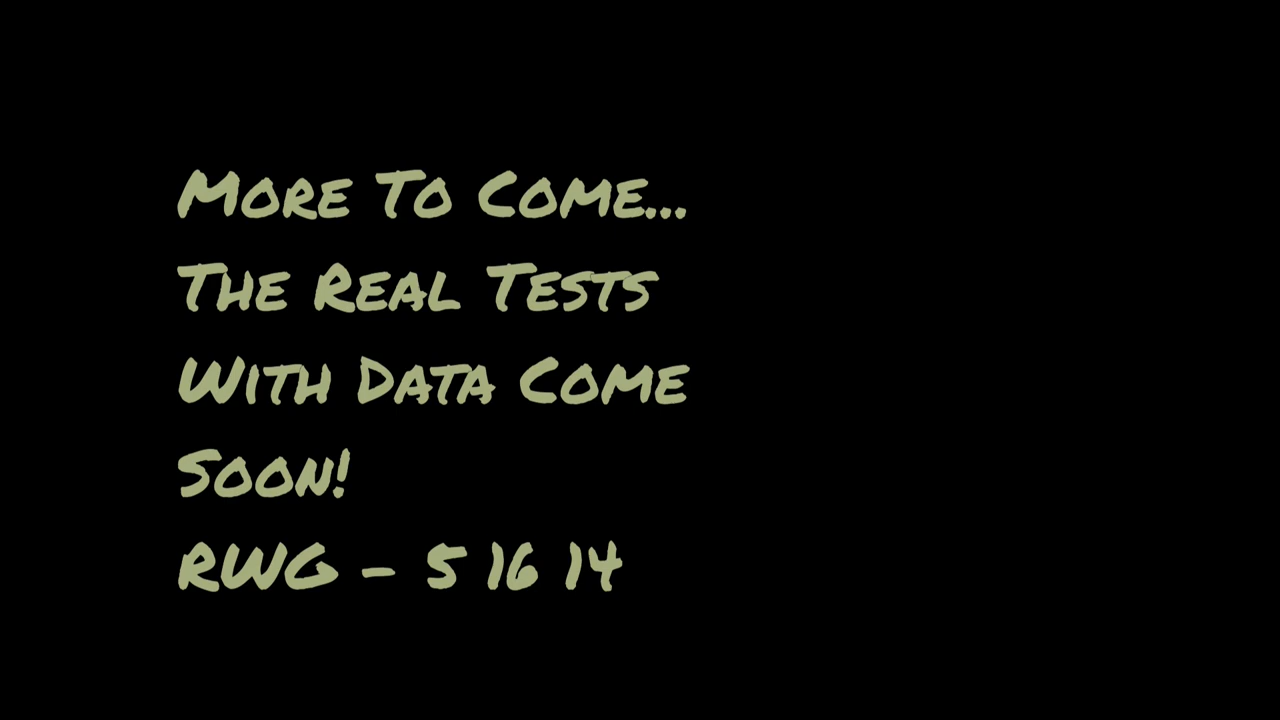 More To Come...
The Real Tests
With Data Come
Soon!
RWG - 5 16 14